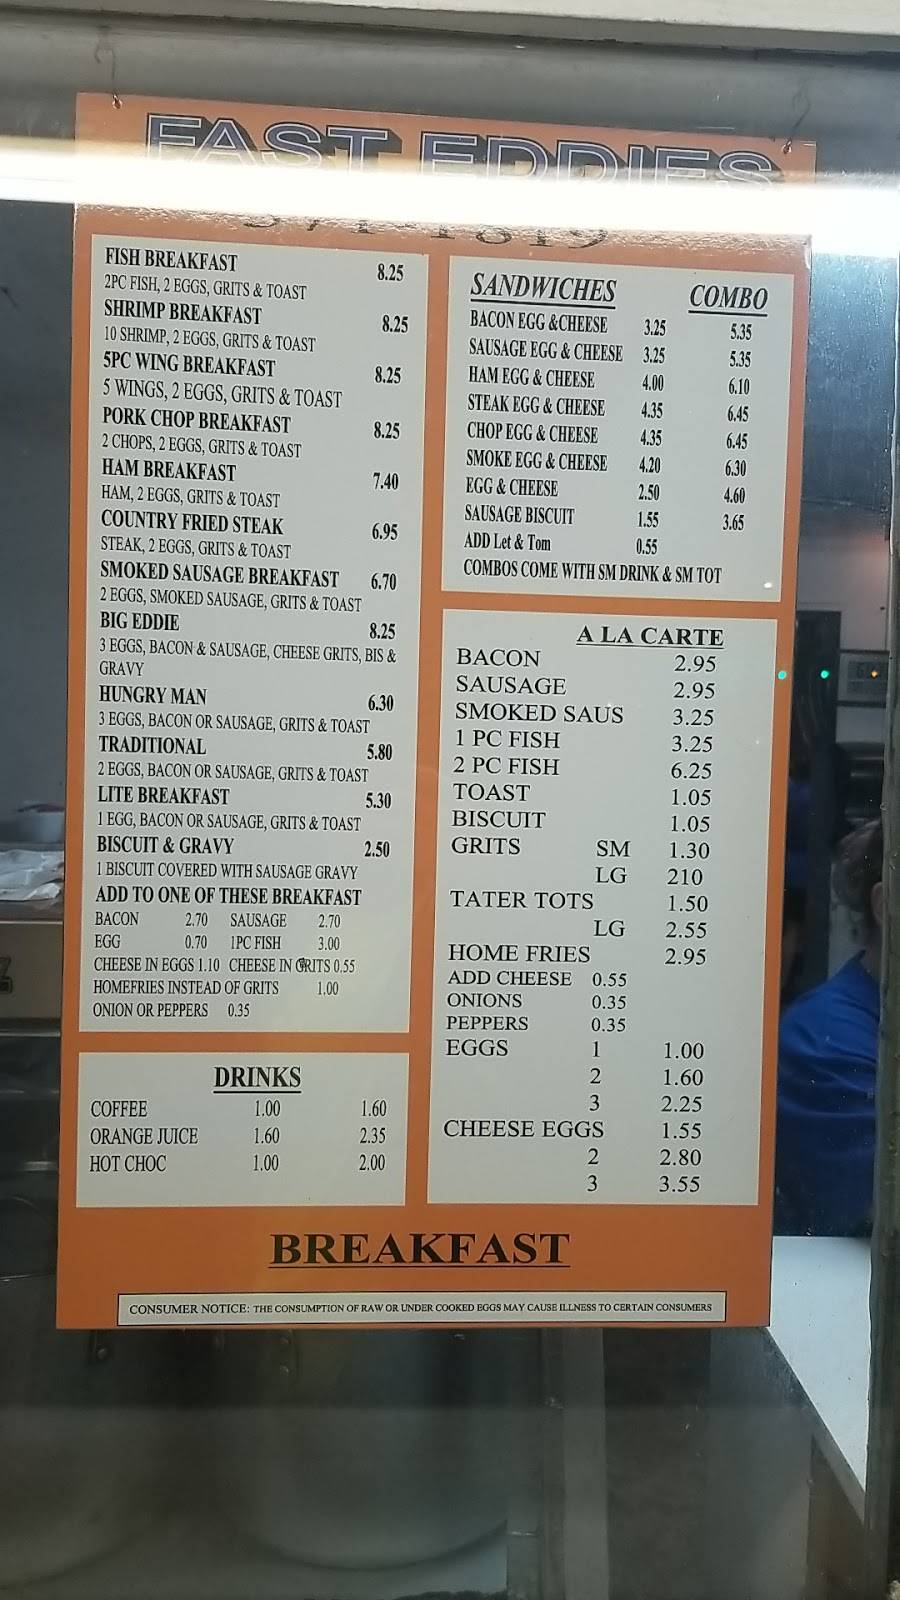 FAST EDDIES
FISH BREAKFAST 8.25
2PC FISH, 2 EGGS, GRITS & TOAST
SHRIMP BREAKFAST 8.25
10 SHRIMP, 2 EGGS, GRITS & TOAST
5PC WING BREAKFAST 8.25
5 WINGS, 2 EGGS, GRITS & TOAST
PORK CHOP BREAKFAST 8.25
2 CHOPS, 2 EGGS, GRITS & TOAST
HAM BREAKFAST 7.40
HAM, 2 EGGS, GRITS & TOAST
COUNTRY FRIED STEAK 6.95
STEAK, 2 EGGS, GRITS & TOAST
SMOKED SAUSAGE BREAKFAST 6.70
2 EGGS, SMOKED SAUSAGE, GRITS & TOAST
BIG EDDIE 8.25
3 EGGS, BACON & SAUSAGE, CHEESE GRITS, BIS &
GRAVY
HUNGRY MAN 6.30
3 EGGS, BACON OR SAUSAGE, GRITS & TOAST
TRADITIONAL 5.80
2 EGGS, BACON OR SAUSAGE, GRITS & TOAST
LITE BREAKFAST 5.30
1 EGG, BACON OR SAUSAGE, GRITS & TOAST
BISCUIT & GRAVY 2.50
1 BISCUIT COVERED WITH SAUSAGE GRAVY
ADD TO ONE OF THESE BREAKFAST
BACON 2.70 SAUSAGE 2.70
EGG 0.70 1PC FISH 3.00
CHEESE IN EGGS 1.10 CHEESE IN GRITS 0.55
HOMEFRIES INSTEAD OF GRITS 1.00
ONION OR PEPPERS 0.35
DRINKS
COFFEE 1.00 1.60
ORANGE JUICE 1.60 2.35
HOT CHOC 1.00 2.00
SANDWICHES COMBO
BACON EGG &CHEESE 3.25 5.35
SAUSAGE EGG & CHEESE 3.25 5.35
HAM EGG & CHEESE 4.00 6.10
STEAK EGG & CHEESE 4.35 6.45
CHOP EGG & CHEESE 4.35 6.45
SMOKE EGG & CHEESE 4.20 6.30
EGG & CHEESE 2.50 4.60
SAUSAGE BISCUIT 1.55 3.65
ADD Let & Tom 0.55
COMBOS COME WITH SM DRINK & SM TOT
A LA CARTE
BACON 2.95
SAUSAGE 2.95
SMOKED SAUS 3.25
1 PC FISH 3.25
2 PC FISH 6.25
TOAST 1.05
BISCUIT 1.05
GRITS SM 1.30
LG 210
TATER TOTS 1.50
LG 2.55
HOME FRIES 2.95
ADD CHEESE 0.55
ONIONS 0.35
PEPPERS 0.35
EGGS 1 1.00
2 1.60
3 2.25
CHEESE EGGS 1.55
2 2.80
3 3.55
BREAKFAST
CONSUMER NOTICE: THE CONSUMPTION OF RAW OR UNDER COOKED EGGS MAY CAUSE ILLNESS TO CERTAIN CONSUMERS